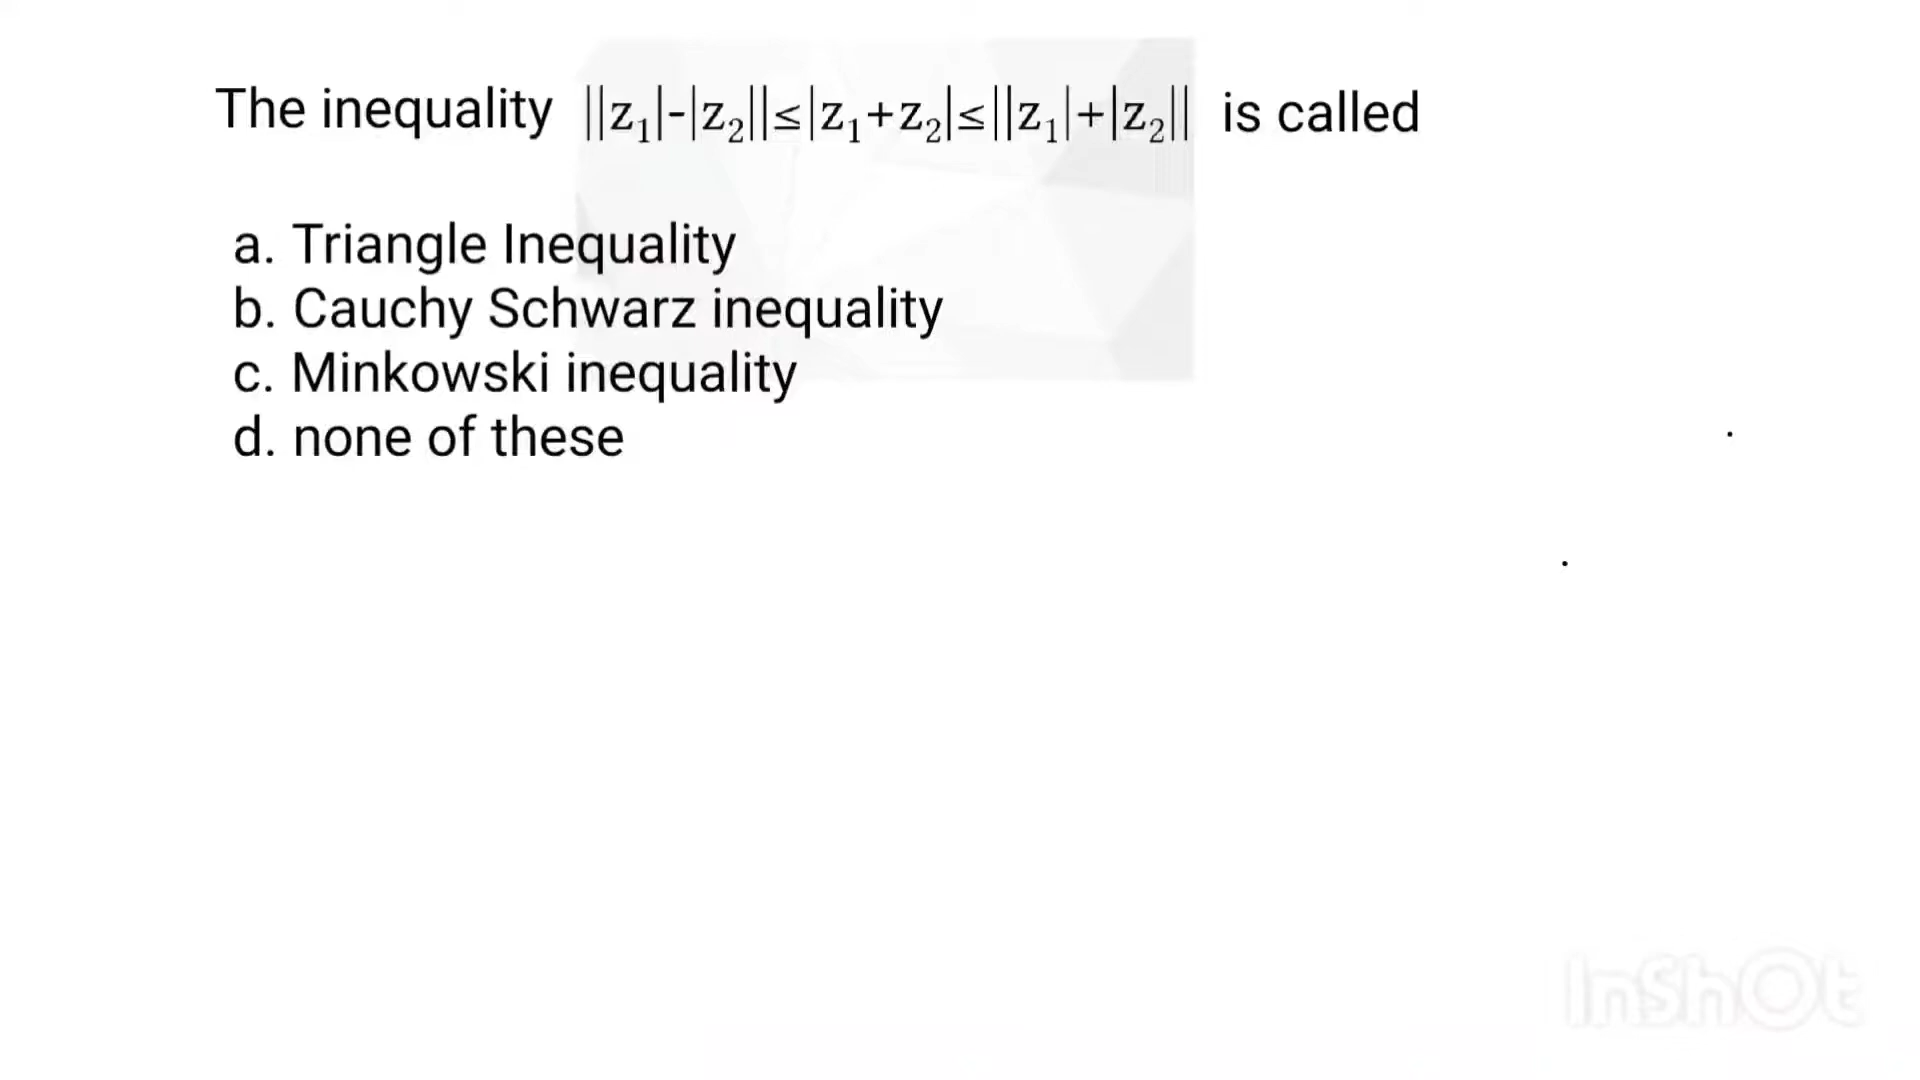 The inequality ||z₁|-|z₂||≤|z₁+z₂|≤||z₁|+|z₂|| is called
a. Triangle Inequality
b. Cauchy Schwarz inequality
c. Minkowski inequality
d. none of these
InShOt